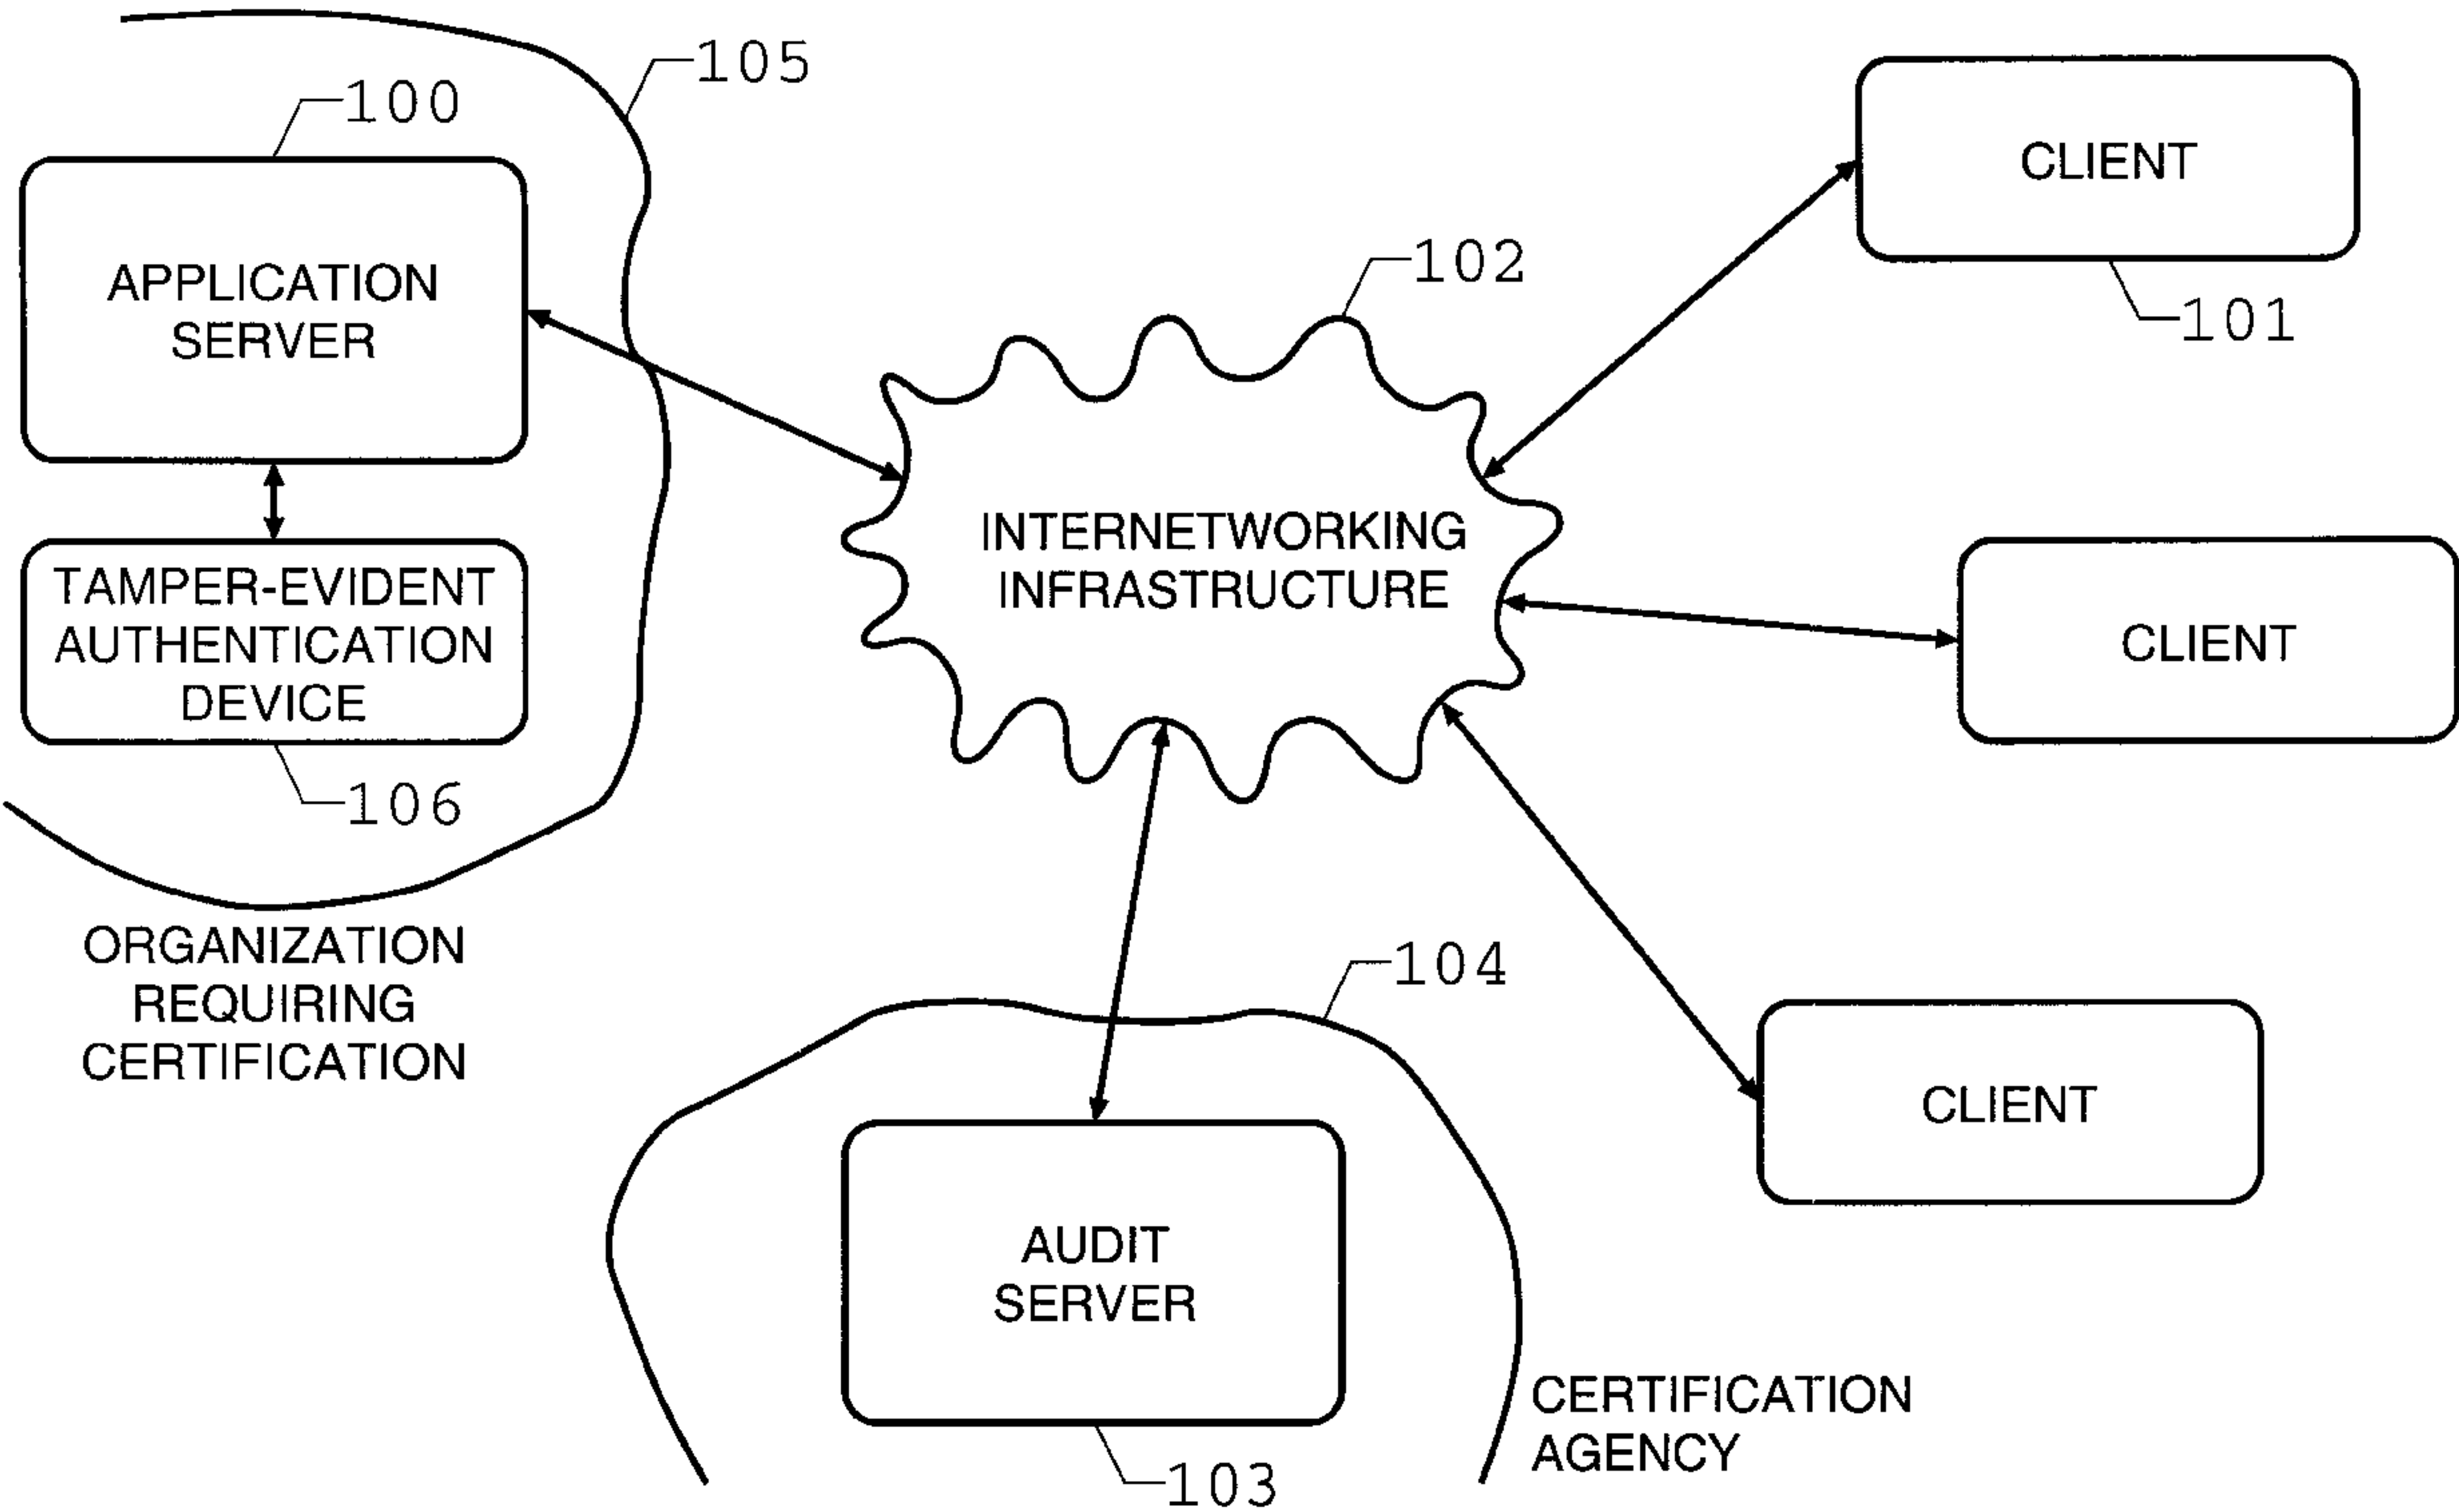 105
100
APPLICATION
SERVER
TAMPER-EVIDENT
AUTHENTICATION
DEVICE
106
ORGANIZATION
REQUIRING
CERTIFICATION
102
INTERNETWORKING
INFRASTRUCTURE
CLIENT
101
CLIENT
CLIENT
104
AUDIT
SERVER
103
CERTIFICATION
AGENCY